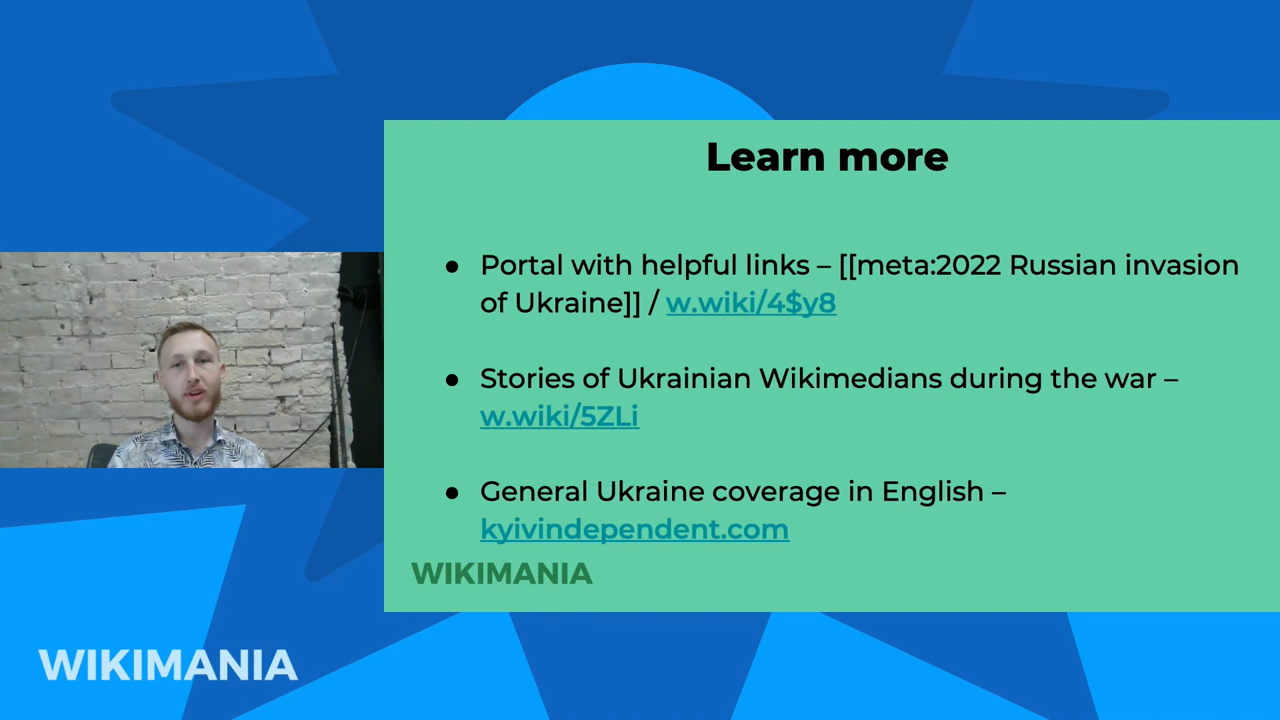 Learn more
● Portal with helpful links – [[meta:2022 Russian invasion
of Ukraine]] / w.wiki/4$y8
● Stories of Ukrainian Wikimedians during the war –
w.wiki/5ZLi
● General Ukraine coverage in English –
kyivindependent.com
WIKIMANIA
WIKIMANIA